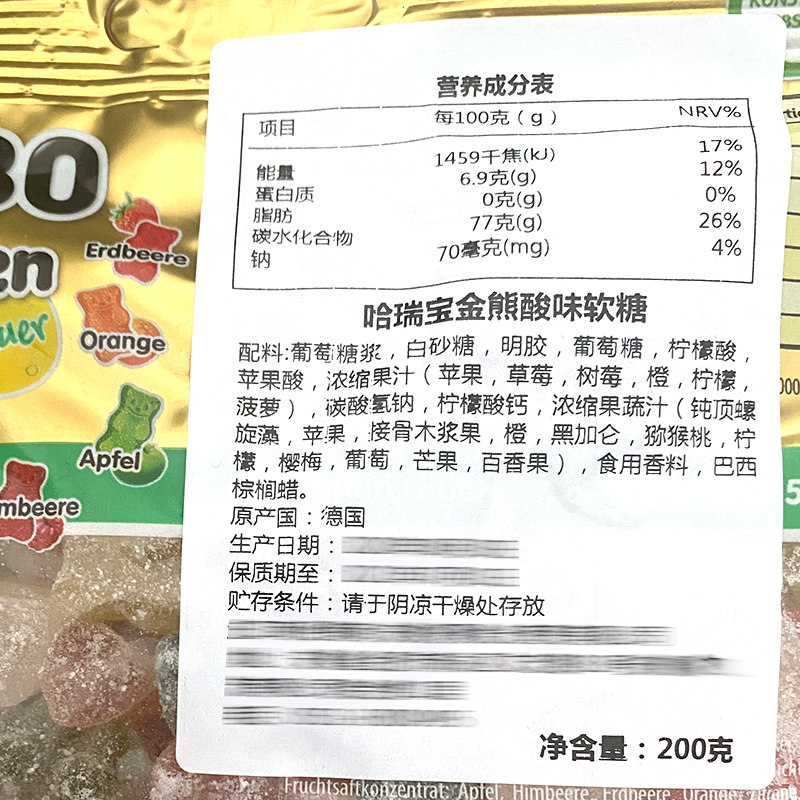 营养成分表
项目 每100克（g） NRV%
能量 1459千焦(kJ) 17%
蛋白质 6.9克(g) 12%
脂肪 0克(g) 0%
碳水化合物 77克(g) 26%
钠 70毫克(mg) 4%
哈瑞宝金熊酸味软糖
配料:葡萄糖浆，白砂糖，明胶，葡萄糖，柠檬酸，
苹果酸，浓缩果汁（苹果，草莓，树莓，橙，柠檬，
菠萝），碳酸氢钠，柠檬酸钙，浓缩果蔬汁（钝顶螺
旋藻，苹果，接骨木浆果，橙，黑加仑，猕猴桃，柠
檬，樱梅，葡萄，芒果，百香果），食用香料，巴西
棕榈蜡。
原产国：德国
生产日期：
保质期至：
贮存条件：请于阴凉干燥处存放
净含量：200克
BO
en
uer
Erdbeere
Orange
Apfel
mbeere
Fruchtsaftkonzentrat: Apfel, Himbeere, Erdbeere, Orange,